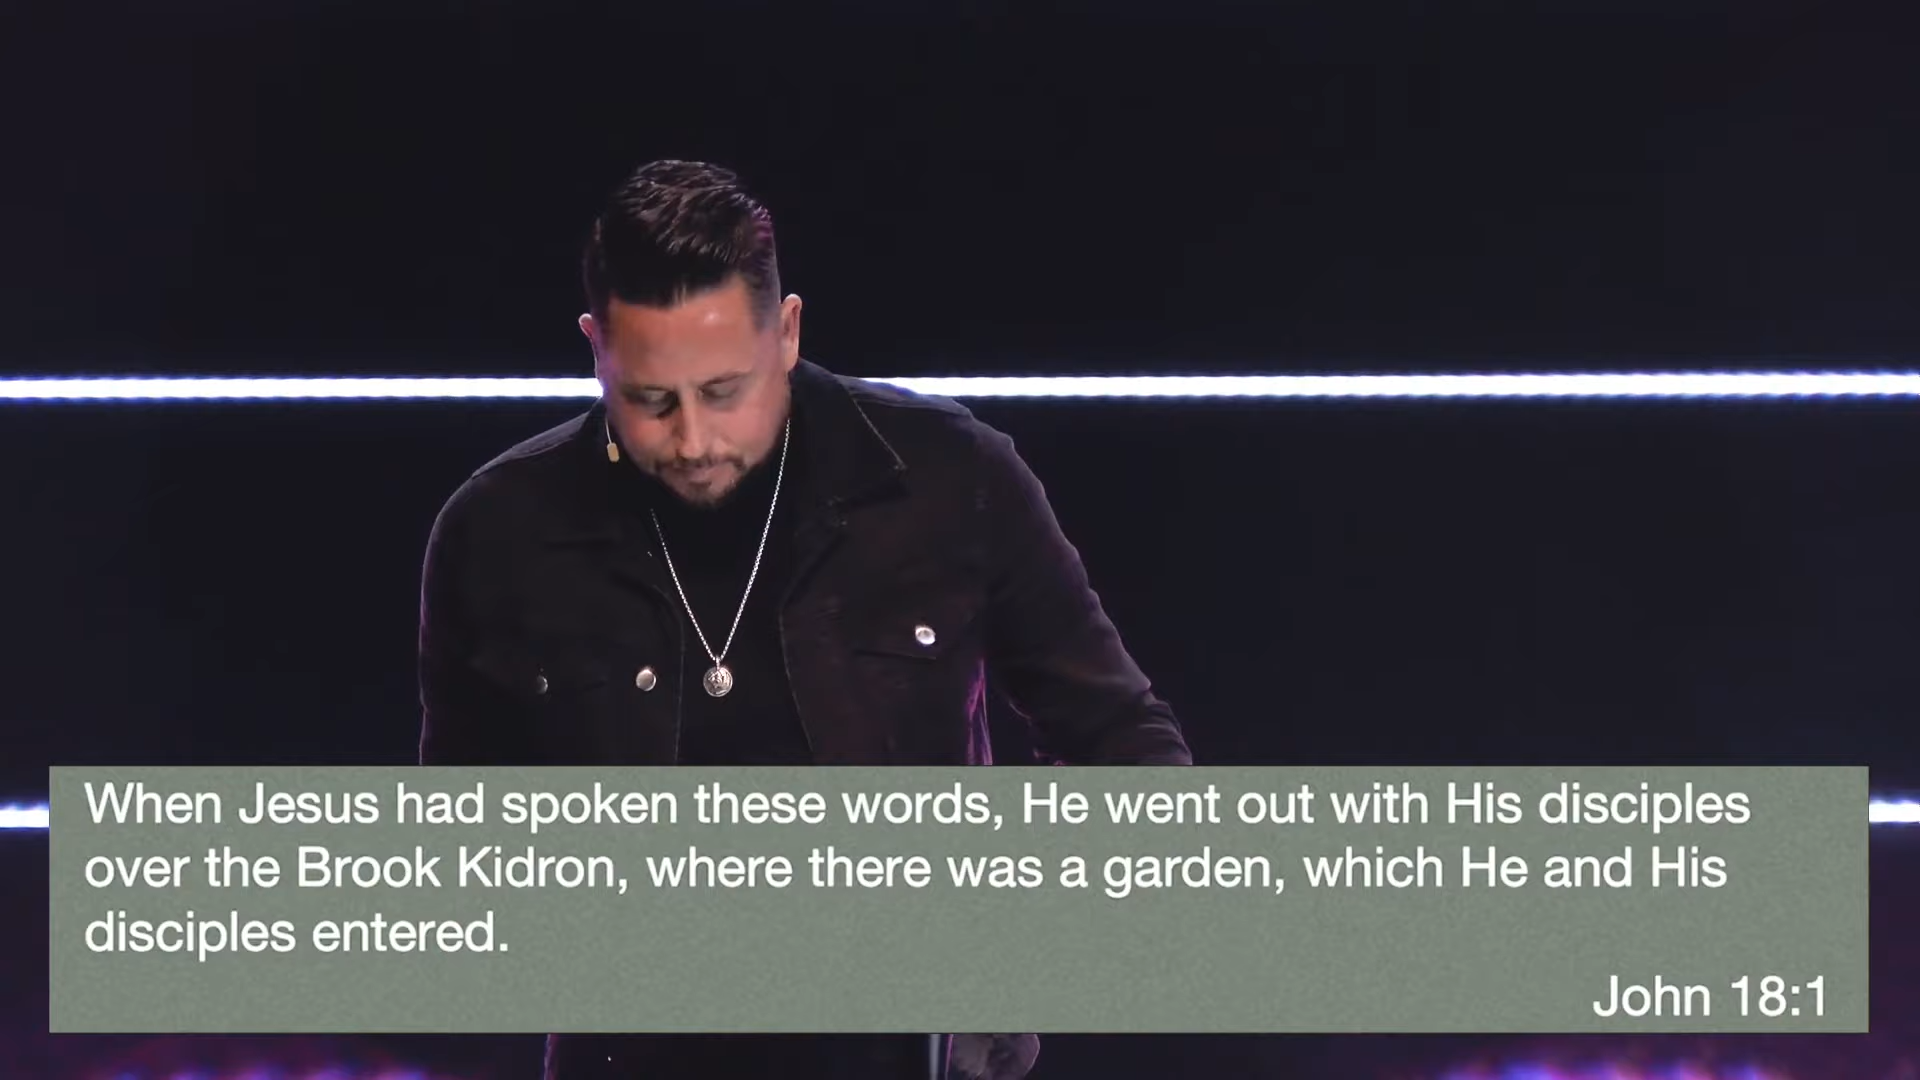 When Jesus had spoken these words, He went out with His disciples
over the Brook Kidron, where there was a garden, which He and His
disciples entered.
John 18:1